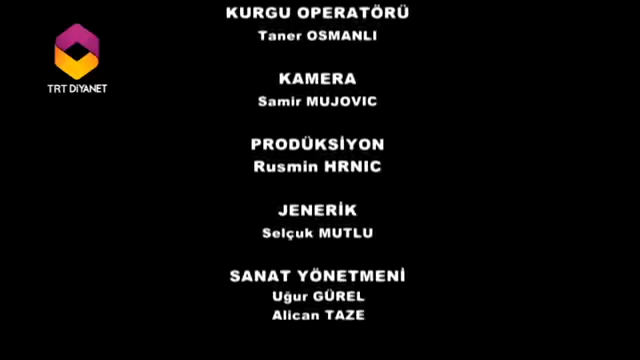 KURGU OPERATÖRÜ
Taner OSMANLI
TRT DİYANET
KAMERA
Samir MUJOVIC
PRODÜKSİYON
Rusmin HRNIC
JENERİK
Selçuk MUTLU
SANAT YÖNETMENİ
Uğur GÜREL
Alican TAZE